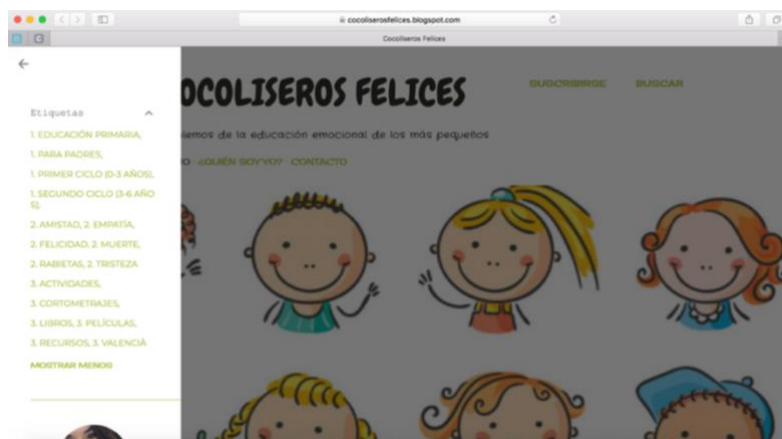 cocoliserosfelices.blogspot.com
Cocoliseros Felices
Etiquetas
1. EDUCACIÓN PRIMARIA,
1. PARA PADRES,
1. PRIMER CICLO (0-3 AÑOS),
1. SEGUNDO CICLO (3-6 AÑO
S),
2. AMISTAD, 2. EMPATÍA,
2. FELICIDAD, 2. MUERTE,
2. RABIETAS, 2. TRISTEZA
3. ACTIVIDADES,
3. CORTOMETRAJES,
3. LIBROS, 3. PELÍCULAS,
3. RECURSOS, 3. VALENCIÀ
MOSTRAR MENOS
OCOLISEROS FELICES
SUSCRIBIRSE BUSCAR
lemos de la educación emocional de los más pequeños
O ¿QUIÉN SOY YO? CONTACTO